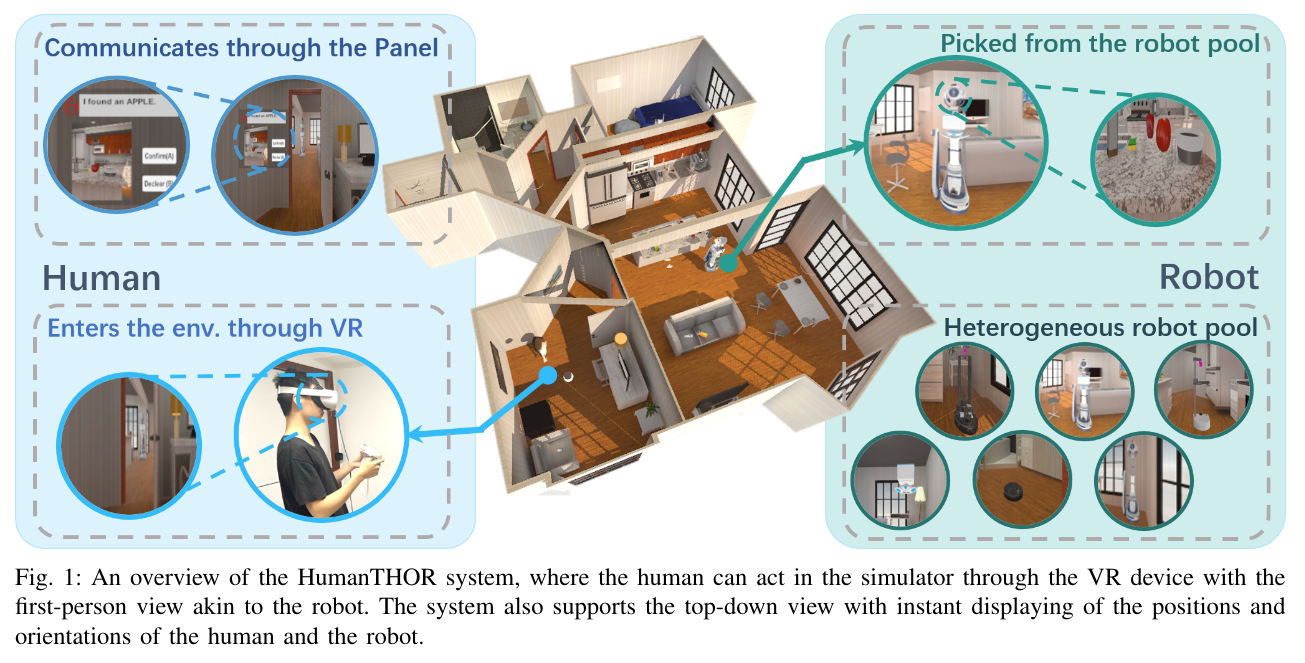 Communicates through the Panel
I found an APPLE.
Confirm(A)
Declear (B)
Human
Enters the env. through VR
Picked from the robot pool
Robot
Heterogeneous robot pool
Fig. 1: An overview of the HumanTHOR system, where the human can act in the simulator through the VR device with the
first-person view akin to the robot. The system also supports the top-down view with instant displaying of the positions and
orientations of the human and the robot.